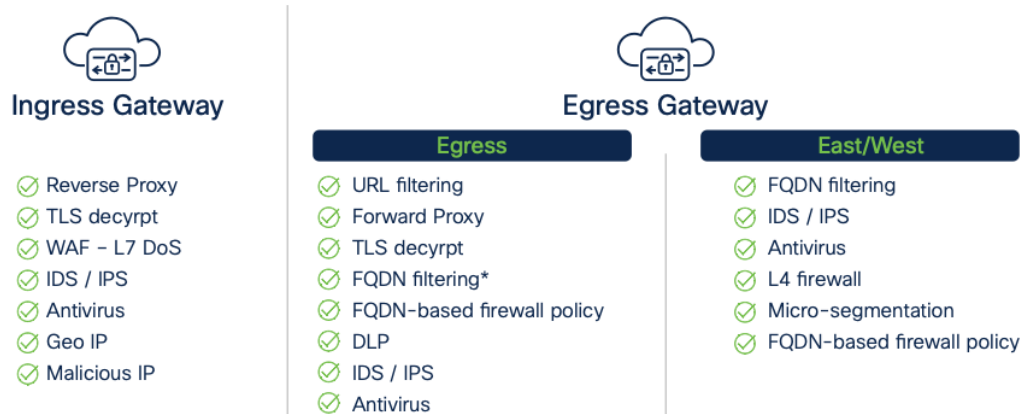 Ingress Gateway
Reverse Proxy
TLS decyrpt
WAF – L7 DoS
IDS / IPS
Antivirus
Geo IP
Malicious IP
Egress Gateway
Egress
URL filtering
Forward Proxy
TLS decyrpt
FQDN filtering*
FQDN-based firewall policy
DLP
IDS / IPS
Antivirus
East/West
FQDN filtering
IDS / IPS
Antivirus
L4 firewall
Micro-segmentation
FQDN-based firewall policy